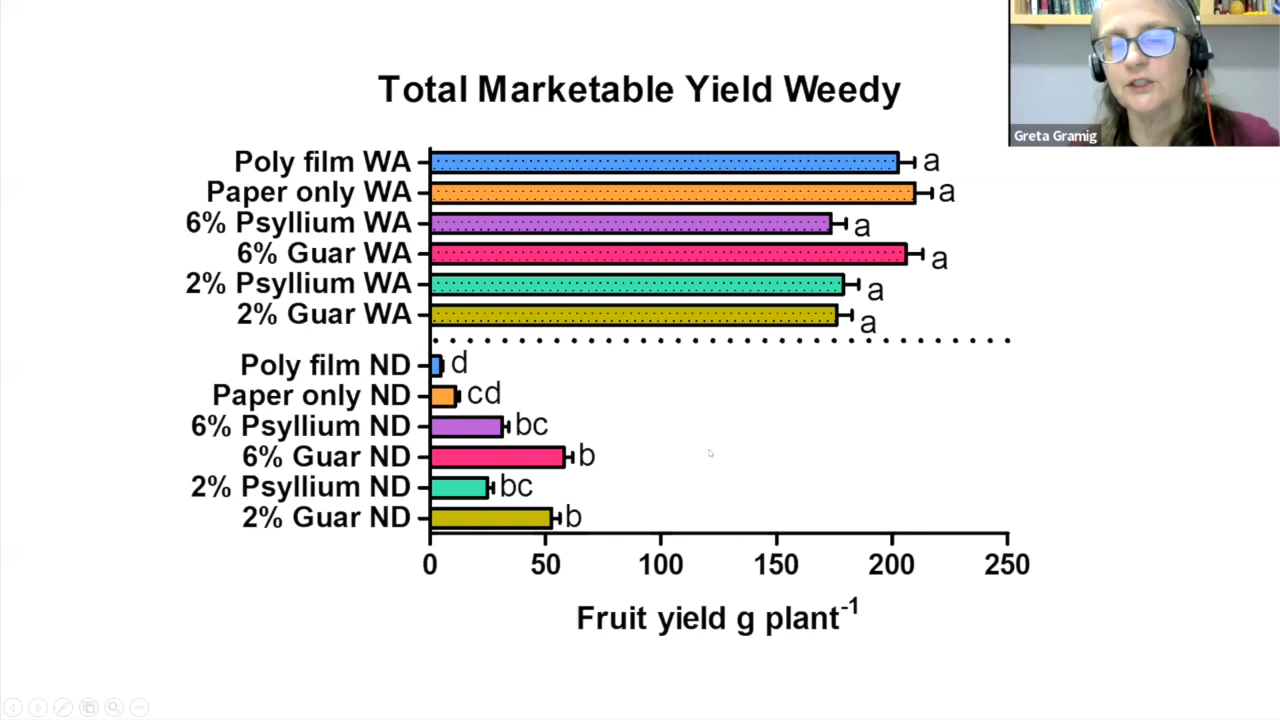 Greta Gramig
Total Marketable Yield Weedy
Poly film WA a
Paper only WA a
6% Psyllium WA a
6% Guar WA a
2% Psyllium WA a
2% Guar WA a
Poly film ND d
Paper only ND cd
6% Psyllium ND bc
6% Guar ND b
2% Psyllium ND bc
2% Guar ND b
0 50 100 150 200 250
Fruit yield g plant⁻¹